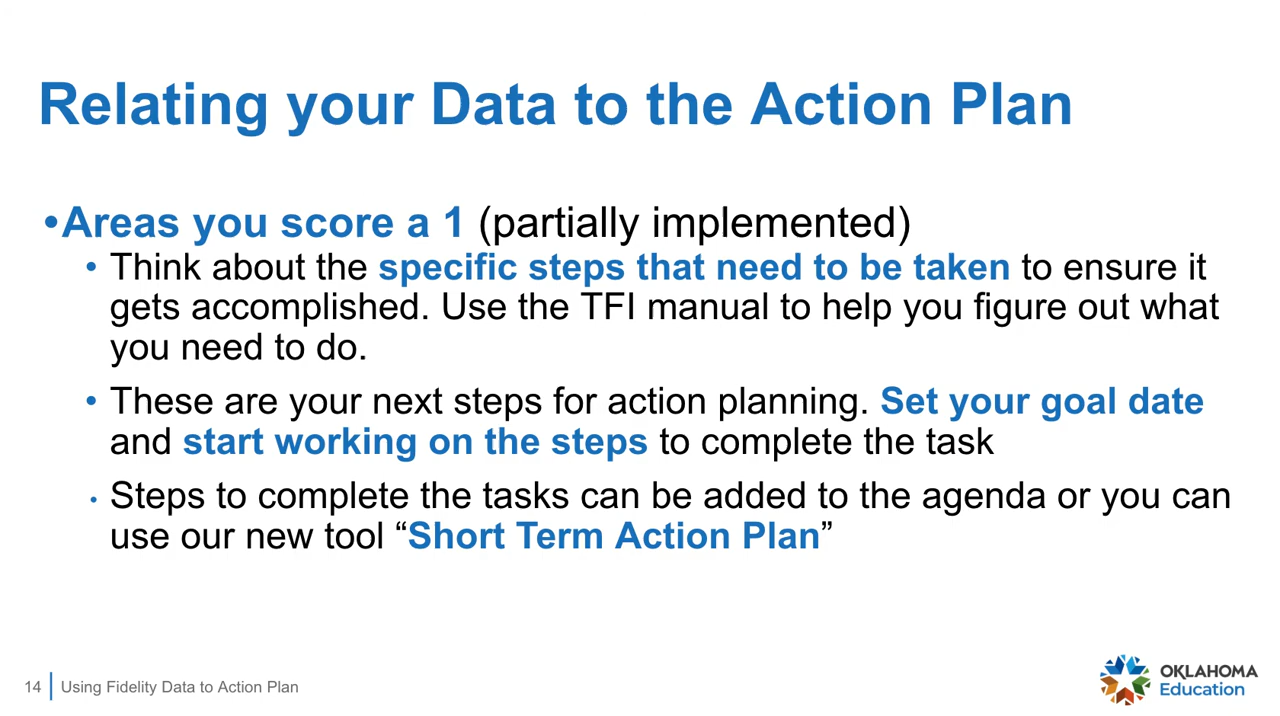 Relating your Data to the Action Plan
•Areas you score a 1 (partially implemented)
• Think about the specific steps that need to be taken to ensure it
gets accomplished. Use the TFI manual to help you figure out what
you need to do.
• These are your next steps for action planning. Set your goal date
and start working on the steps to complete the task
• Steps to complete the tasks can be added to the agenda or you can
use our new tool “Short Term Action Plan”
14 Using Fidelity Data to Action Plan
OKLAHOMA
Education